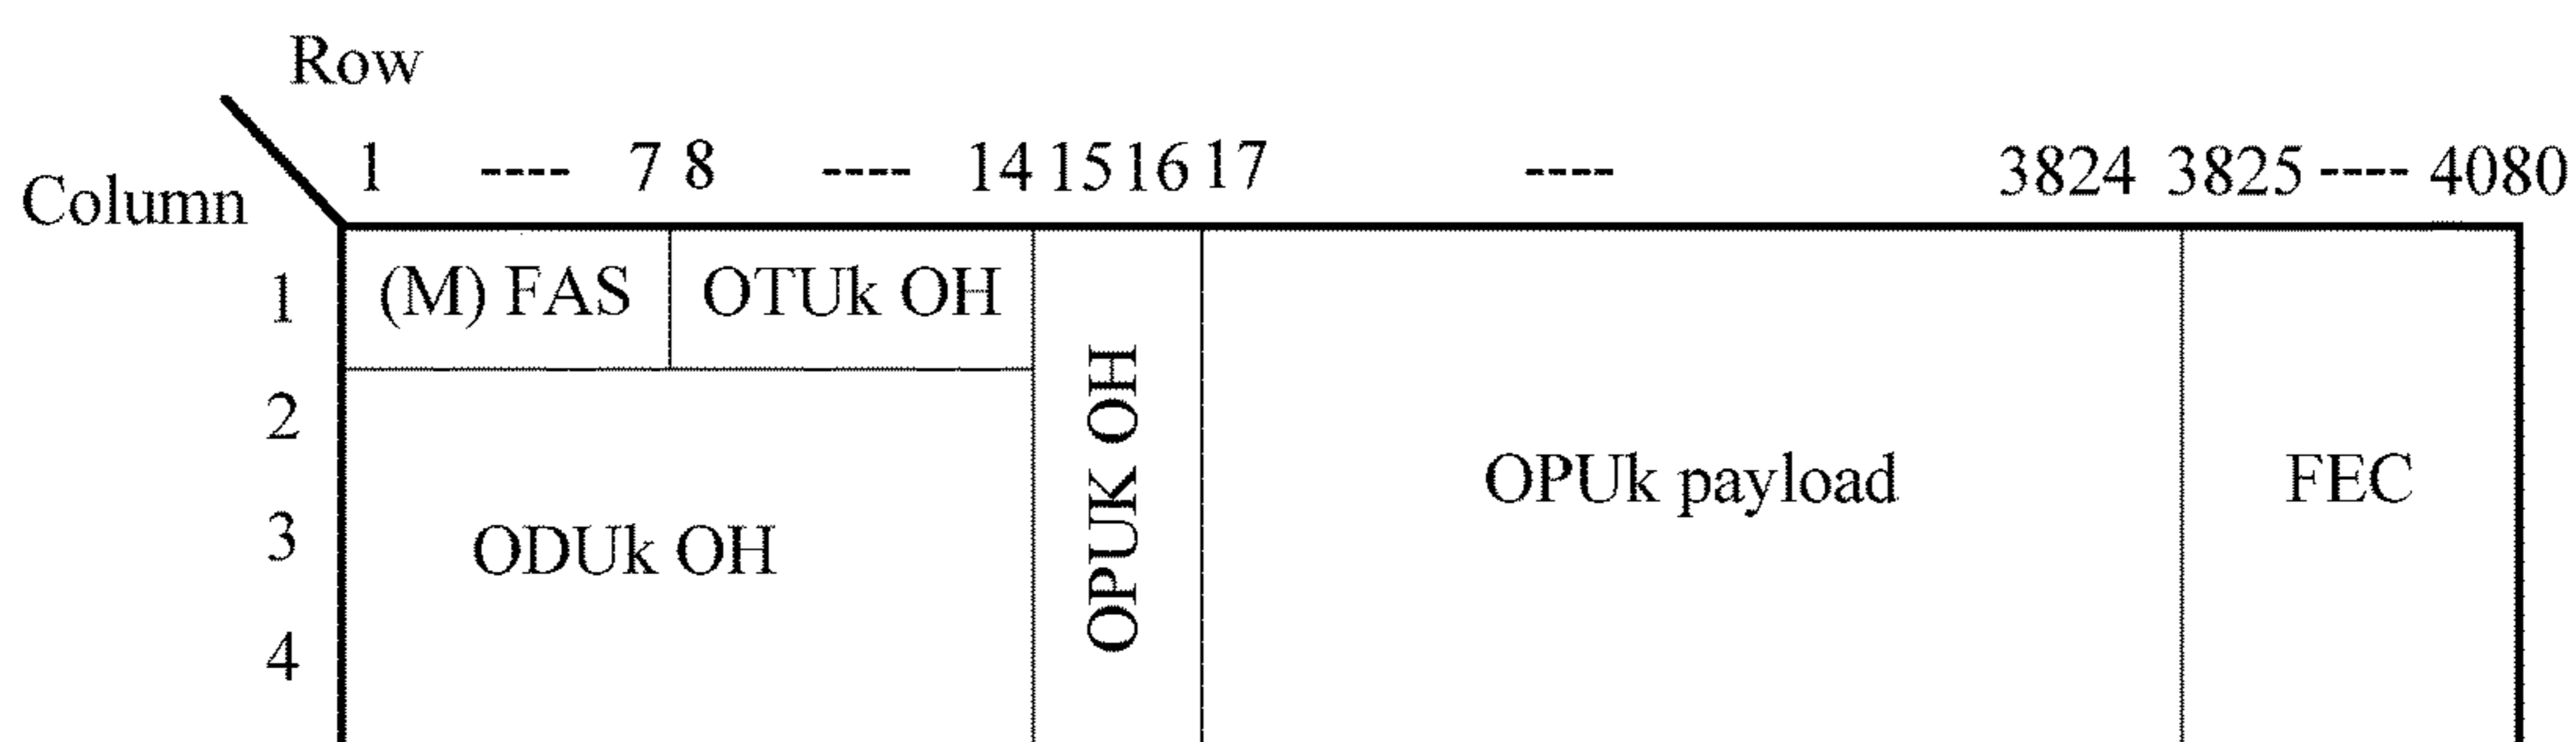 Row
Column
1 ---- 7 8 ---- 14 15 16 17 ---- 3824 3825 ---- 4080
1 (M) FAS OTUk OH
2
3
4
ODUk OH
OPUK OH
OPUk payload
FEC